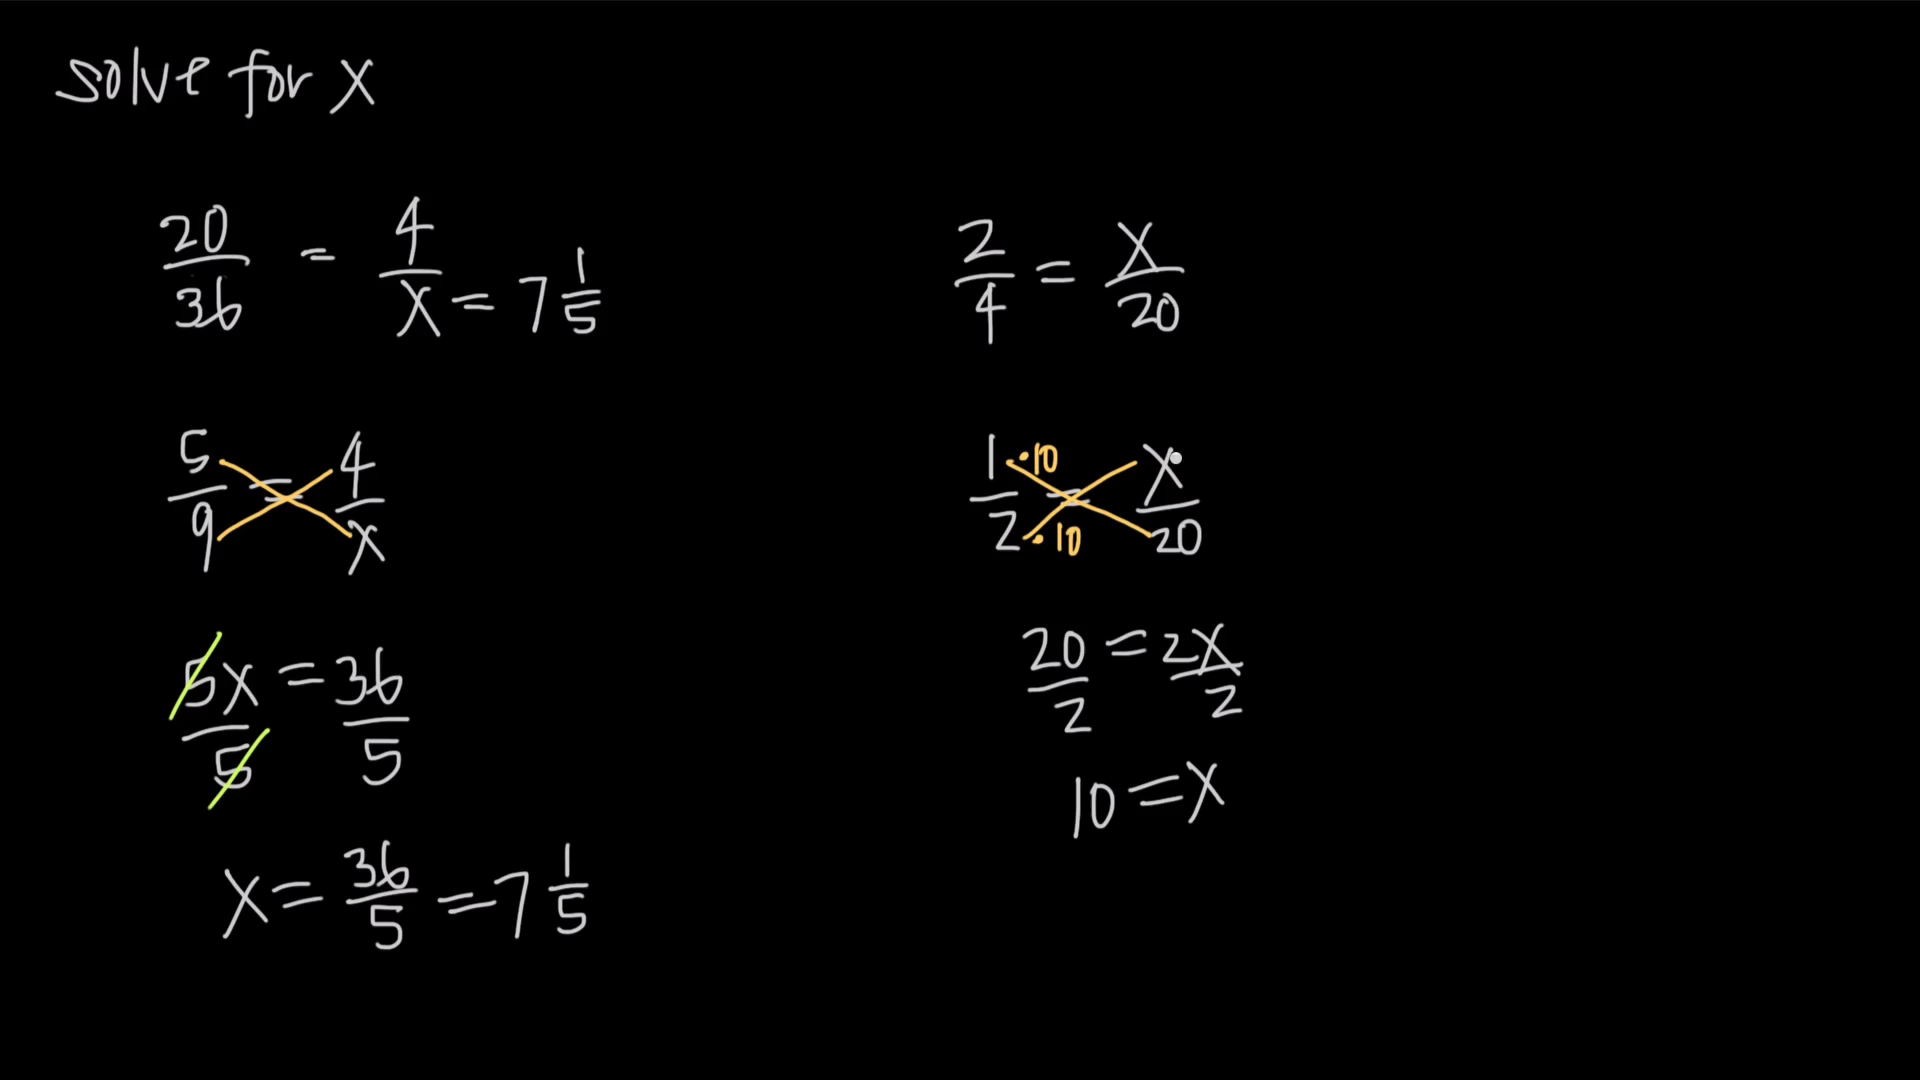 solve for x
20/36 = 4/x = 7 1/5
5/9 = 4/x
5x/5 = 36/5
x = 36/5 = 7 1/5
2/4 = x/20
1·10/2·10 = x/20
20/2 = 2x/2
10 = x